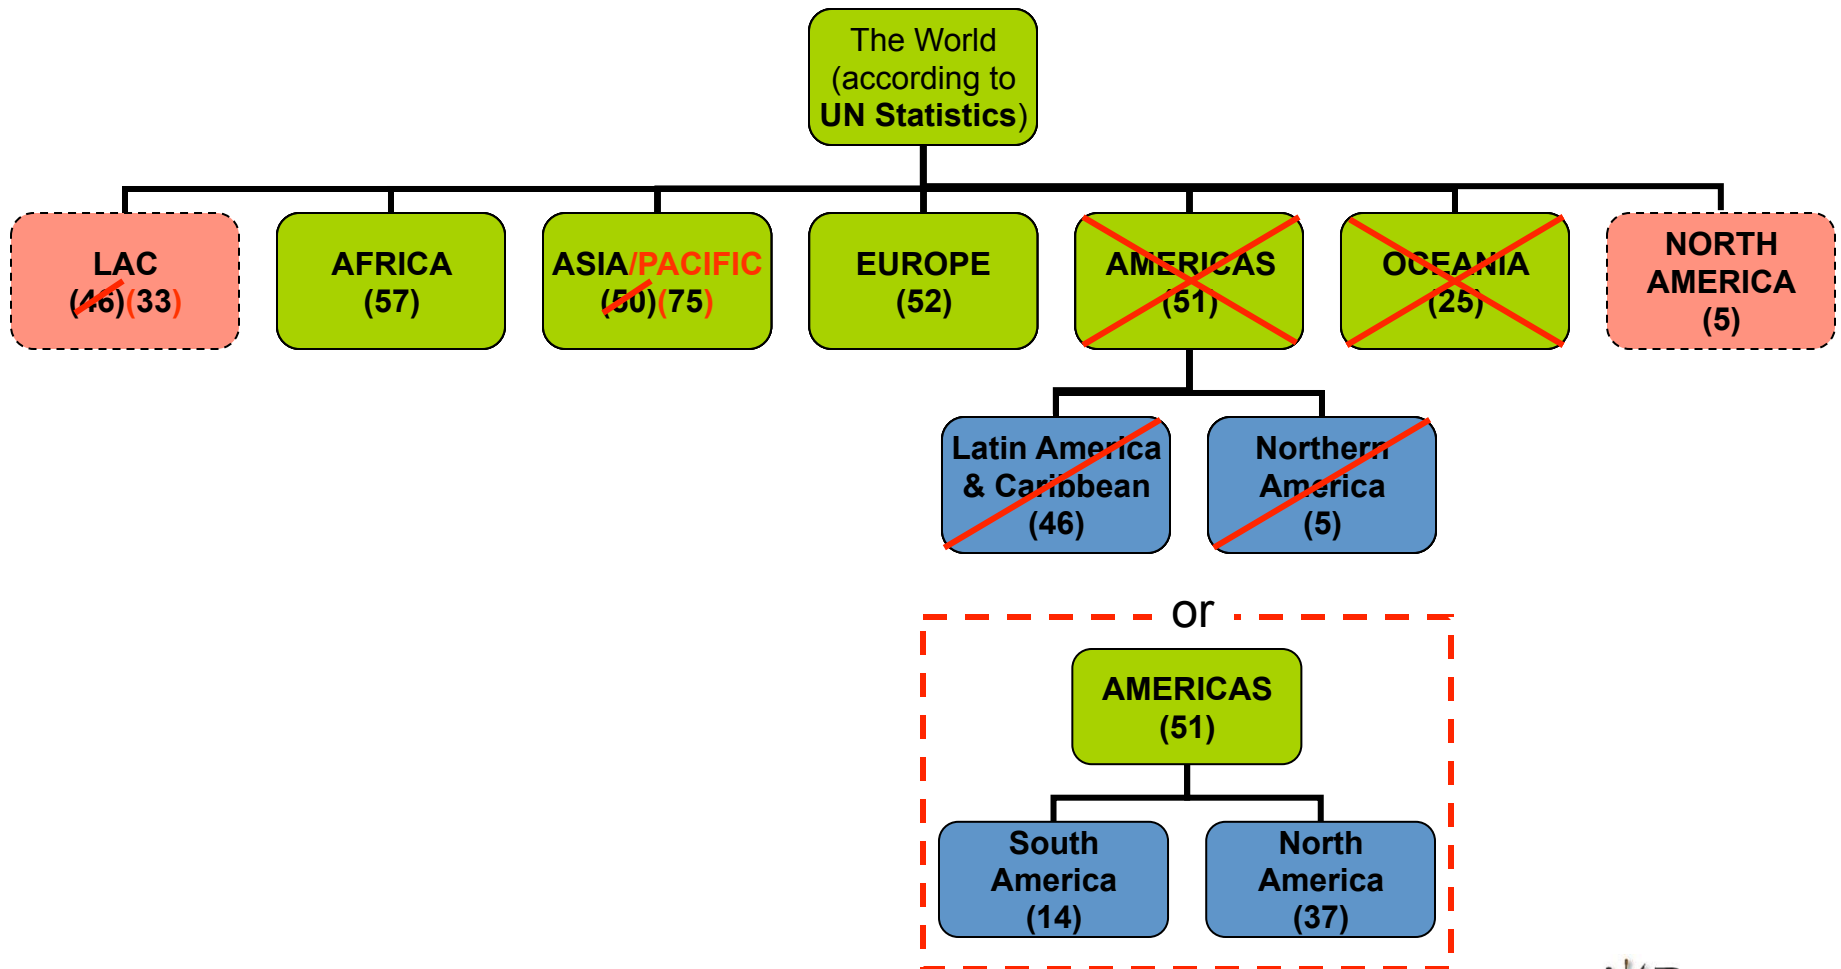 The World
(according to
UN Statistics)
LAC
(46)(33)
AFRICA
(57)
ASIA/PACIFIC
(50)(75)
EUROPE
(52)
AMERICAS
(51)
OCEANIA
(25)
NORTH
AMERICA
(5)
Latin America
& Caribbean
(46)
Northern
America
(5)
or
AMERICAS
(51)
South
America
(14)
North
America
(37)